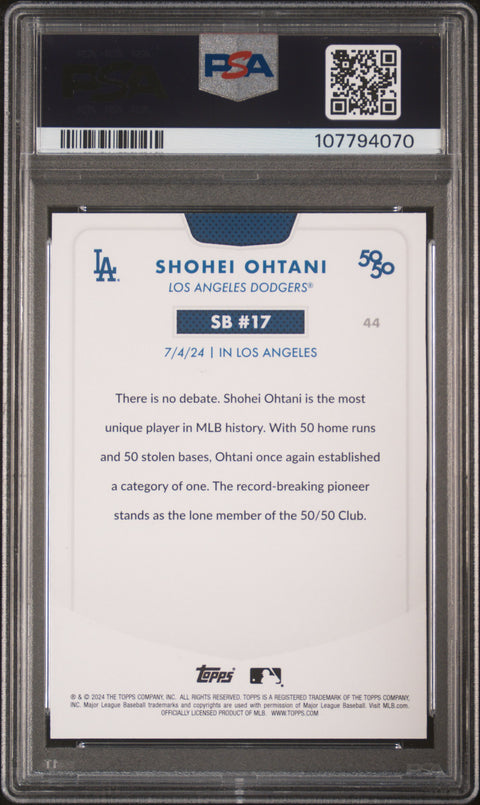 PSA
107794070
LA
SHOHEI OHTANI
50/50
LOS ANGELES DODGERS®
SB #17
44
7/4/24 | IN LOS ANGELES
There is no debate. Shohei Ohtani is the most
unique player in MLB history. With 50 home runs
and 50 stolen bases, Ohtani once again established
a category of one. The record-breaking pioneer
stands as the lone member of the 50/50 Club.
Topps
® & © 2024 THE TOPPS COMPANY, INC. ALL RIGHTS RESERVED. TOPPS IS A REGISTERED TRADEMARK OF THE TOPPS COMPANY,
INC. Major League Baseball trademarks and copyrights are used with permission of Major League Baseball. Visit MLB.com.
OFFICIALLY LICENSED PRODUCT OF MLB. WWW.TOPPS.COM
PSA